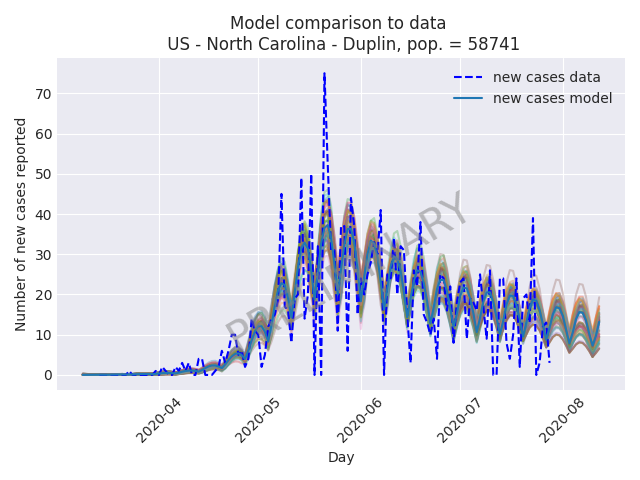 Model comparison to data
US - North Carolina - Duplin, pop. = 58741
new cases data
new cases model
PRELIMINARY
Number of new cases reported
70
60
50
40
30
20
10
0
2020-04
2020-05
2020-06
2020-07
2020-08
Day